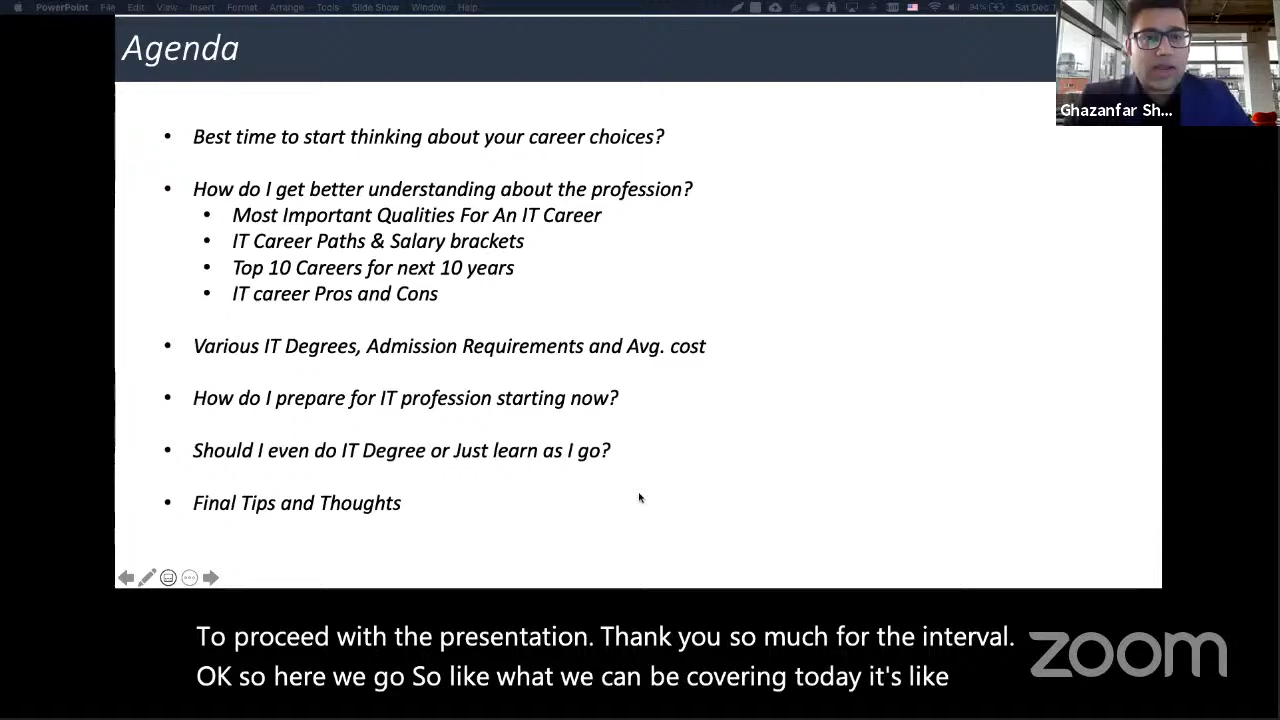 PowerPoint File Edit View Insert Format Arrange Tools Slide Show Window Help 94% Sat Dec
Agenda
Ghazanfar Sh...
• Best time to start thinking about your career choices?
• How do I get better understanding about the profession?
• Most Important Qualities For An IT Career
• IT Career Paths & Salary brackets
• Top 10 Careers for next 10 years
• IT career Pros and Cons
• Various IT Degrees, Admission Requirements and Avg. cost
• How do I prepare for IT profession starting now?
• Should I even do IT Degree or Just learn as I go?
• Final Tips and Thoughts
To proceed with the presentation. Thank you so much for the interval.
OK so here we go So like what we can be covering today it's like
zoom